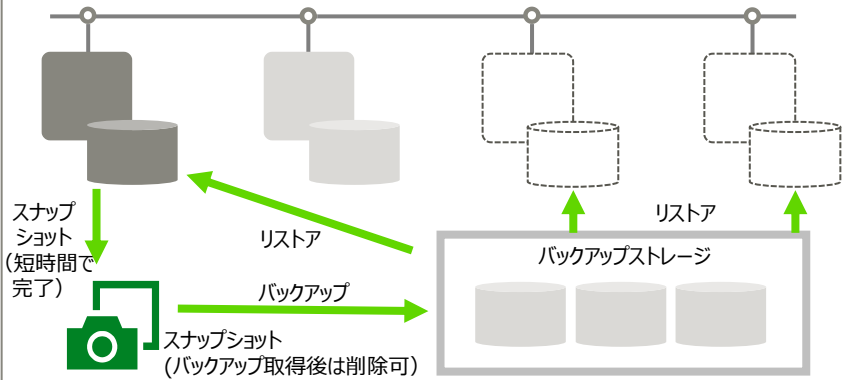 スナップ
ショット
（短時間で
完了）
リストア
リストア
バックアップストレージ
バックアップ
スナップショット
(バックアップ取得後は削除可)